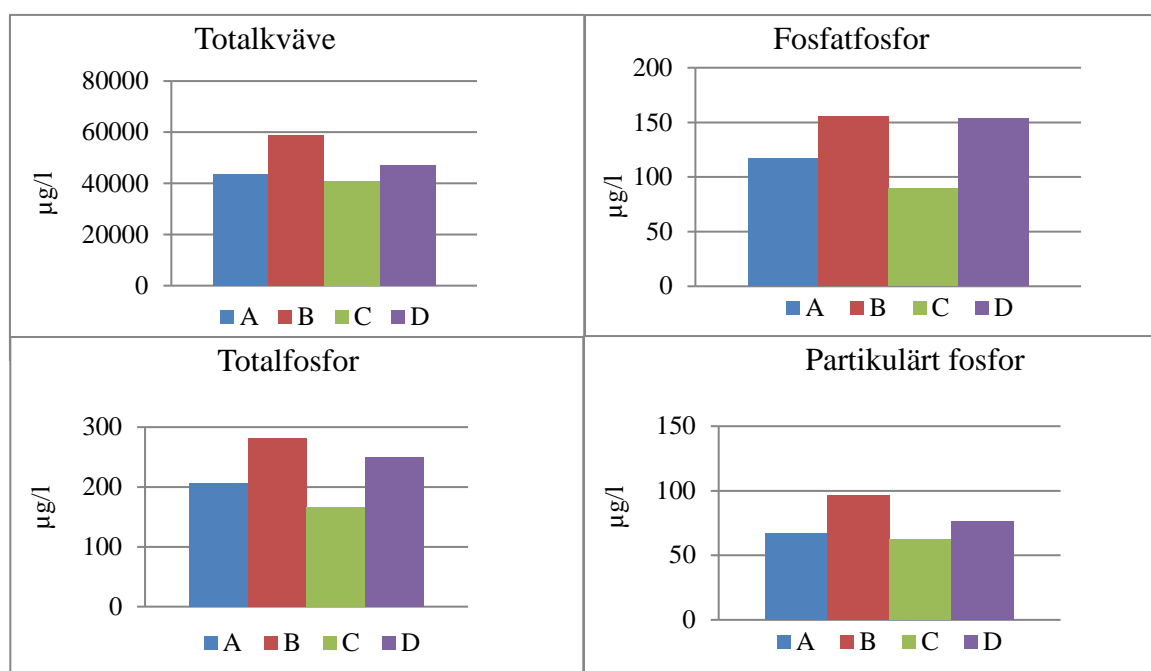 Totalkväve
80000
60000
40000
20000
0
µg/l
A B C D
Fosfatfosfor
200
150
100
50
0
µg/l
A B C D
Totalfosfor
300
200
100
0
µg/l
A B C D
Partikulärt fosfor
150
100
50
0
µg/l
A B C D